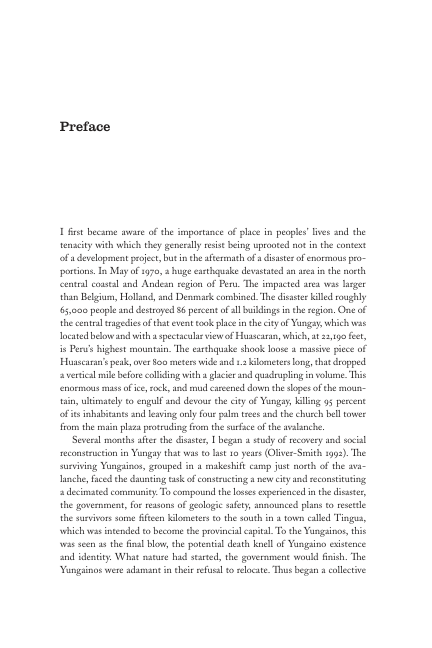 Preface
I first became aware of the importance of place in peoples' lives and the
tenacity with which they generally resist being uprooted not in the context
of a development project, but in the aftermath of a disaster of enormous pro-
portions. In May of 1970, a huge earthquake devastated an area in the north
central coastal and Andean region of Peru. The impacted area was larger
than Belgium, Holland, and Denmark combined. The disaster killed roughly
65,000 people and destroyed 86 percent of all buildings in the region. One of
the central tragedies of that event took place in the city of Yungay, which was
located below and with a spectacular view of Huascaran, which, at 22,190 feet,
is Peru's highest mountain. The earthquake shook loose a massive piece of
Huascaran's peak, over 800 meters wide and 1.2 kilometers long, that dropped
a vertical mile before colliding with a glacier and quadrupling in volume. This
enormous mass of ice, rock, and mud careened down the slopes of the moun-
tain, ultimately to engulf and devour the city of Yungay, killing 95 percent
of its inhabitants and leaving only four palm trees and the church bell tower
from the main plaza protruding from the surface of the avalanche.
Several months after the disaster, I began a study of recovery and social
reconstruction in Yungay that was to last 10 years (Oliver-Smith 1992). The
surviving Yungainos, grouped in a makeshift camp just north of the ava-
lanche, faced the daunting task of constructing a new city and reconstituting
a decimated community. To compound the losses experienced in the disaster,
the government, for reasons of geologic safety, announced plans to resettle
the survivors some fifteen kilometers to the south in a town called Tingua,
which was intended to become the provincial capital. To the Yungainos, this
was seen as the final blow, the potential death knell of Yungaino existence
and identity. What nature had started, the government would finish. The
Yungainos were adamant in their refusal to relocate. Thus began a collective